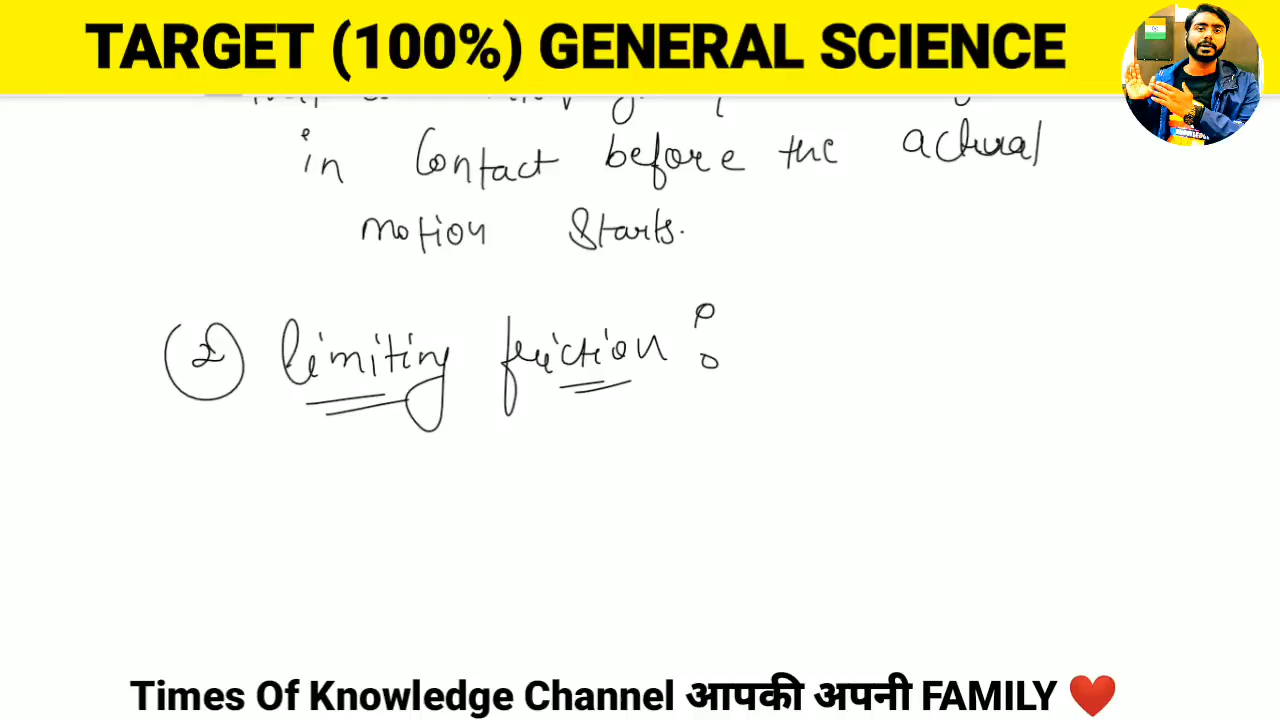 TARGET (100%) GENERAL SCIENCE
in Contact before the actural
motion Starts.
② limiting friction :
Times Of Knowledge Channel आपकी अपनी FAMILY ❤️